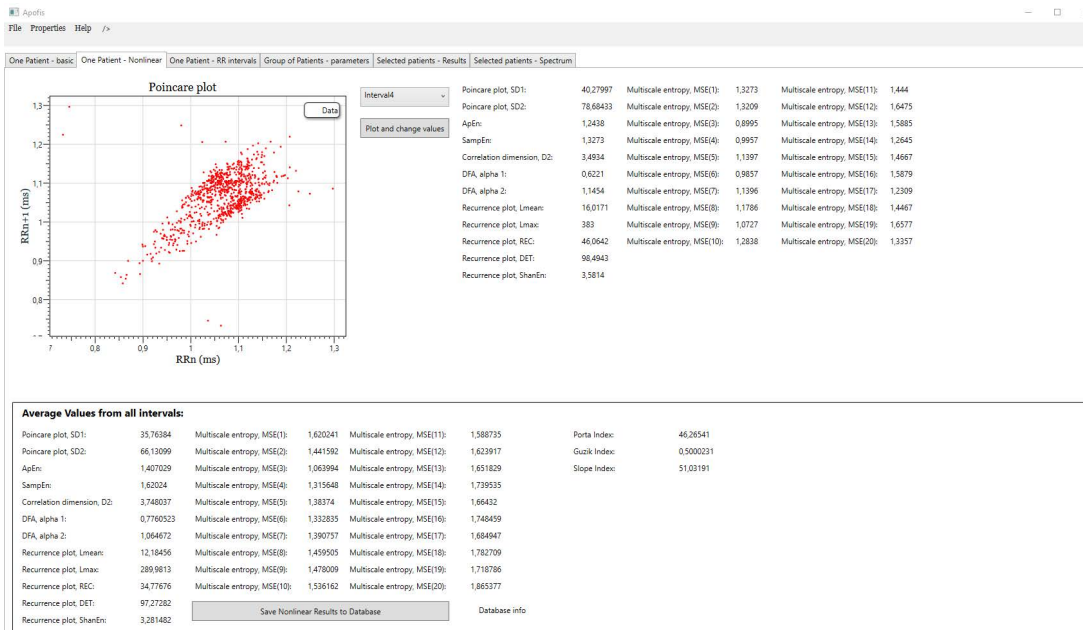 Apofis
File Properties Help />
One Patient - basic One Patient - Nonlinear One Patient - RR intervals Group of Patients - parameters Selected patients - Results Selected patients - Spectrum
Poincare plot
Data
RRn+1 (ms)
1,3
1,2
1,1
1
0,9
0,8
0,8 0,9 1 1,1 1,2 1,3
RRn (ms)
Interval4
Plot and change values
Poincare plot, SD1: 40,27997 Multiscale entropy, MSE(1): 1,3273 Multiscale entropy, MSE(11): 1,444
Poincare plot, SD2: 78,68433 Multiscale entropy, MSE(2): 1,3209 Multiscale entropy, MSE(12): 1,6475
ApEn: 1,2438 Multiscale entropy, MSE(3): 0,8995 Multiscale entropy, MSE(13): 1,5885
SampEn: 1,3273 Multiscale entropy, MSE(4): 0,9957 Multiscale entropy, MSE(14): 1,2645
Correlation dimension, D2: 3,4934 Multiscale entropy, MSE(5): 1,1397 Multiscale entropy, MSE(15): 1,4667
DFA, alpha 1: 0,6221 Multiscale entropy, MSE(6): 0,9857 Multiscale entropy, MSE(16): 1,5879
DFA, alpha 2: 1,1454 Multiscale entropy, MSE(7): 1,1396 Multiscale entropy, MSE(17): 1,2309
Recurrence plot, Lmean: 16,0171 Multiscale entropy, MSE(8): 1,1786 Multiscale entropy, MSE(18): 1,4467
Recurrence plot, Lmax: 383 Multiscale entropy, MSE(9): 1,0727 Multiscale entropy, MSE(19): 1,6577
Recurrence plot, REC: 46,0642 Multiscale entropy, MSE(10): 1,2838 Multiscale entropy, MSE(20): 1,3357
Recurrence plot, DET: 98,4943
Recurrence plot, ShanEn: 3,5814
Average Values from all intervals:
Poincare plot, SD1: 35,76384 Multiscale entropy, MSE(1): 1,620241 Multiscale entropy, MSE(11): 1,588735 Porta Index: 46,26541
Poincare plot, SD2: 66,13099 Multiscale entropy, MSE(2): 1,441592 Multiscale entropy, MSE(12): 1,623917 Guzik Index: 0,5000231
ApEn: 1,407029 Multiscale entropy, MSE(3): 1,063994 Multiscale entropy, MSE(13): 1,651829 Slope Index: 51,03191
SampEn: 1,62024 Multiscale entropy, MSE(4): 1,315648 Multiscale entropy, MSE(14): 1,739535
Correlation dimension, D2: 3,748037 Multiscale entropy, MSE(5): 1,38374 Multiscale entropy, MSE(15): 1,66432
DFA, alpha 1: 0,7760523 Multiscale entropy, MSE(6): 1,332835 Multiscale entropy, MSE(16): 1,748459
DFA, alpha 2: 1,064672 Multiscale entropy, MSE(7): 1,390757 Multiscale entropy, MSE(17): 1,684947
Recurrence plot, Lmean: 12,18456 Multiscale entropy, MSE(8): 1,459505 Multiscale entropy, MSE(18): 1,782709
Recurrence plot, Lmax: 289,9813 Multiscale entropy, MSE(9): 1,478009 Multiscale entropy, MSE(19): 1,718786
Recurrence plot, REC: 34,77676 Multiscale entropy, MSE(10): 1,536162 Multiscale entropy, MSE(20): 1,865377
Recurrence plot, DET: 97,27282 Save Nonlinear Results to Database Database info
Recurrence plot, ShanEn: 3,281482